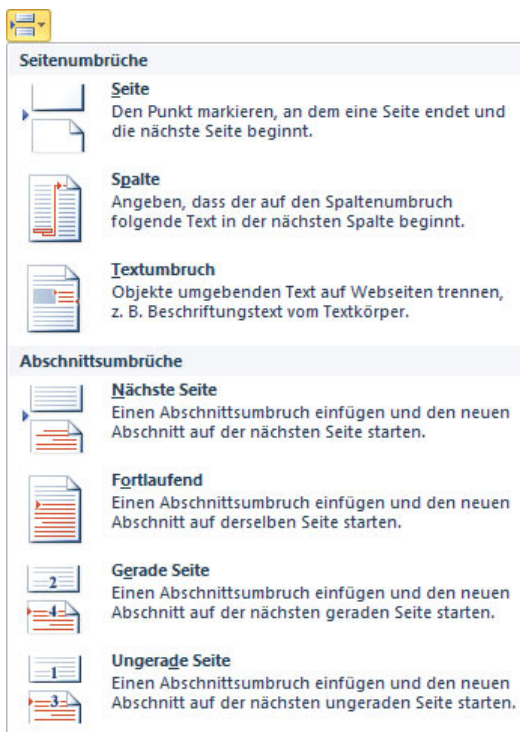 Seitenumbrüche
Seite
Den Punkt markieren, an dem eine Seite endet und
die nächste Seite beginnt.
Spalte
Angeben, dass der auf den Spaltenumbruch
folgende Text in der nächsten Spalte beginnt.
Textumbruch
Objekte umgebenden Text auf Webseiten trennen,
z. B. Beschriftungstext vom Textkörper.
Abschnittsumbrüche
Nächste Seite
Einen Abschnittsumbruch einfügen und den neuen
Abschnitt auf der nächsten Seite starten.
Fortlaufend
Einen Abschnittsumbruch einfügen und den neuen
Abschnitt auf derselben Seite starten.
2
4
Gerade Seite
Einen Abschnittsumbruch einfügen und den neuen
Abschnitt auf der nächsten geraden Seite starten.
1
3
Ungerade Seite
Einen Abschnittsumbruch einfügen und den neuen
Abschnitt auf der nächsten ungeraden Seite starten.